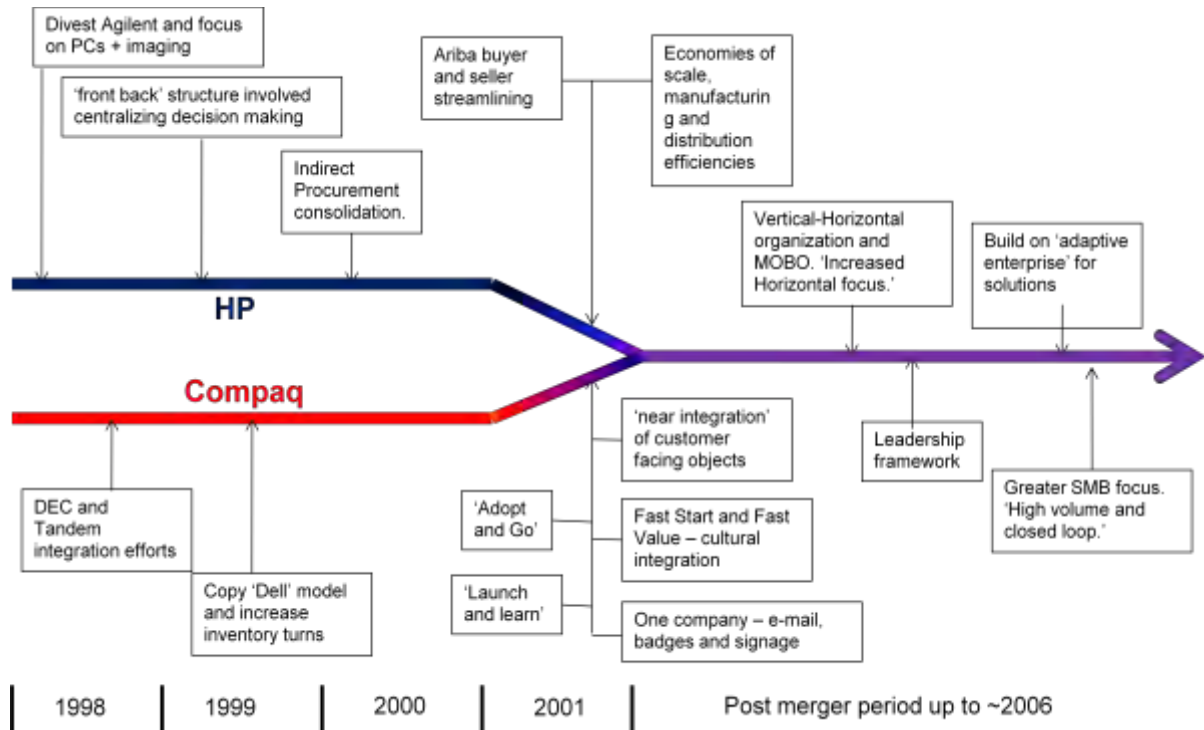 Divest Agilent and focus
on PCs + imaging
‘front back’ structure involved
centralizing decision making
Indirect
Procurement
consolidation.
Ariba buyer
and seller
streamlining
Economies of
scale,
manufacturin
g and
distribution
efficiencies
Vertical-Horizontal
organization and
MOBO. ‘Increased
Horizontal focus.’
Build on ‘adaptive
enterprise’ for
solutions
HP
Compaq
DEC and
Tandem
integration efforts
Copy ‘Dell’ model
and increase
inventory turns
‘Adopt
and Go’
‘Launch
and learn’
‘near integration’
of customer
facing objects
Fast Start and Fast
Value – cultural
integration
One company – e-mail,
badges and signage
Leadership
framework
Greater SMB focus.
‘High volume and
closed loop.’
1998
1999
2000
2001
Post merger period up to ~2006